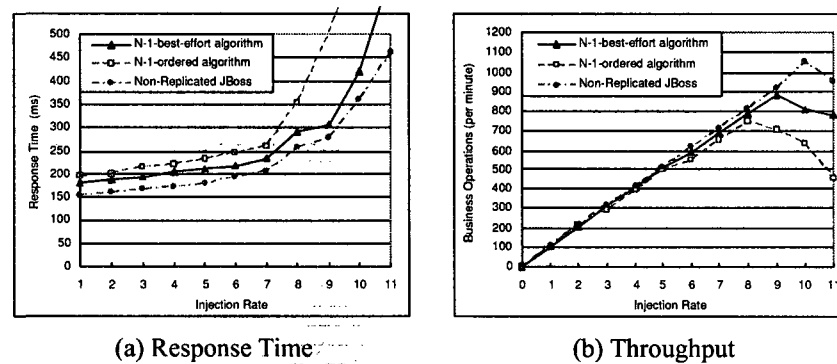 N-1-best-effort algorithm
N-1-ordered algorithm
Non-Replicated JBoss
Response Time (ms)
500
450
400
350
300
250
200
150
100
50
0
1 2 3 4 5 6 7 8 9 10 11
Injection Rate
(a) Response Time
N-1-best-effort algorithm
N-1-ordered algorithm
Non-Replicated JBoss
Business Operations (per minute)
1200
1100
1000
900
800
700
600
500
400
300
200
100
0
0 1 2 3 4 5 6 7 8 9 10 11
Injection Rate
(b) Throughput